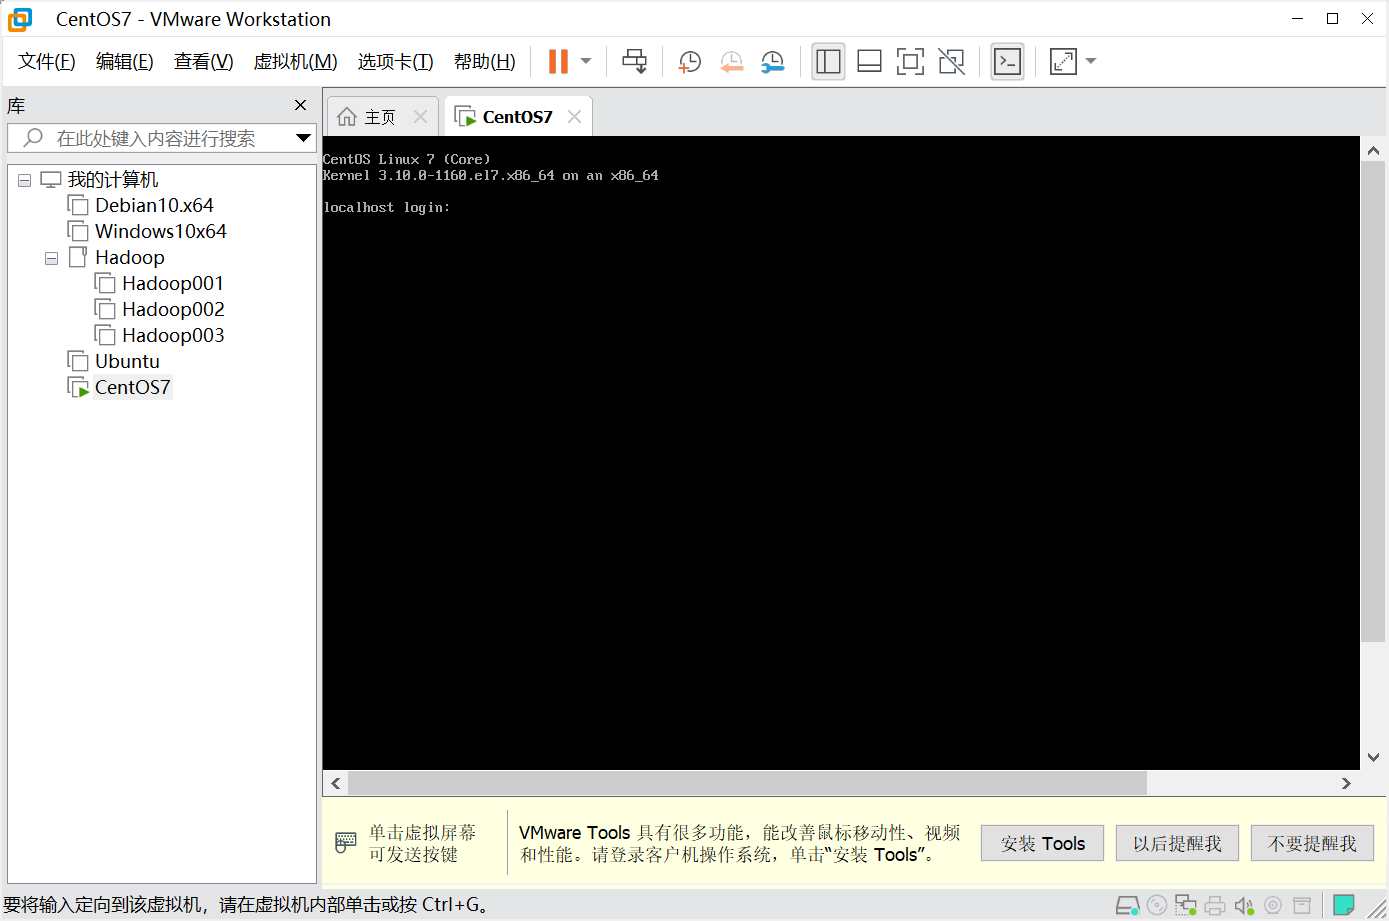 CentOS7 - VMware Workstation
文件(F) 编辑(E) 查看(V) 虚拟机(M) 选项卡(T) 帮助(H)
库
在此处键入内容进行搜索
我的计算机
Debian10.x64
Windows10x64
Hadoop
Hadoop001
Hadoop002
Hadoop003
Ubuntu
CentOS7
主页
CentOS7
CentOS Linux 7 (Core)
Kernel 3.10.0-1160.el7.x86_64 on an x86_64
localhost login:
单击虚拟屏幕
可发送按键
VMware Tools 具有很多功能，能改善鼠标移动性、视频
和性能。请登录客户机操作系统，单击“安装 Tools”。
安装 Tools
以后提醒我
不要提醒我
要将输入定向到该虚拟机，请在虚拟机内部单击或按 Ctrl+G。